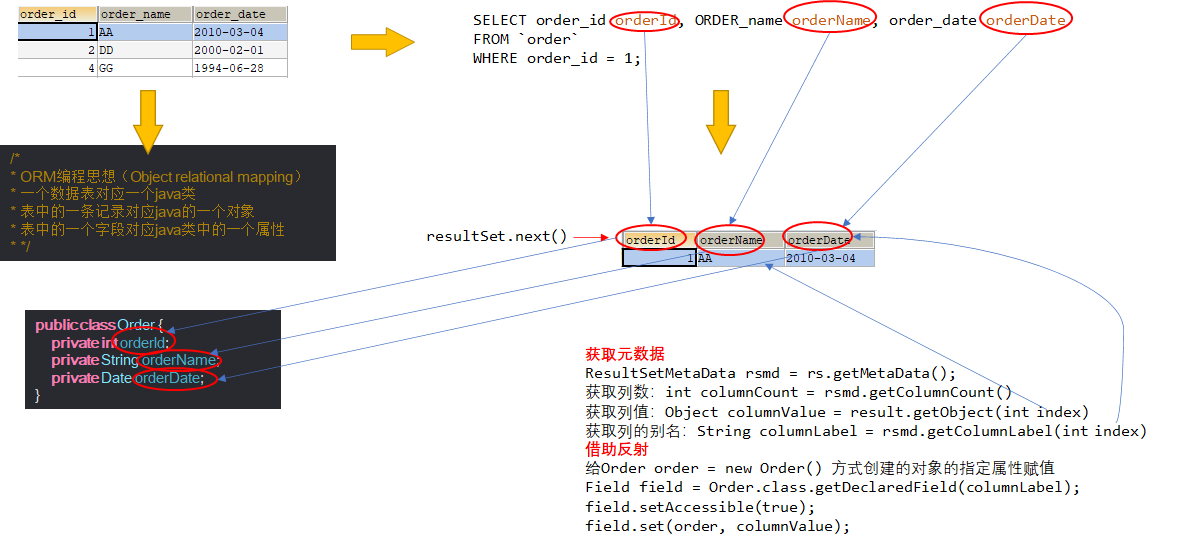 order_id order_name order_date
1 AA 2010-03-04
2 DD 2000-02-01
4 GG 1994-06-28
SELECT order_id orderId, ORDER_name orderName, order_date orderDate
FROM `order`
WHERE order_id = 1;
/*
* ORM编程思想（Object relational mapping）
* 一个数据表对应一个java类
* 表中的一条记录对应java的一个对象
* 表中的一个字段对应java类中的一个属性
* */
resultSet.next()
orderId orderName orderDate
1 AA 2010-03-04
public class Order {
private int orderId;
private String orderName;
private Date orderDate;
}
获取元数据
ResultSetMetaData rsmd = rs.getMetaData();
获取列数：int columnCount = rsmd.getColumnCount()
获取列值：Object columnValue = result.getObject(int index)
获取列的别名：String columnLabel = rsmd.getColumnLabel(int index)
借助反射
给Order order = new Order() 方式创建的对象的指定属性赋值
Field field = Order.class.getDeclaredField(columnLabel);
field.setAccessible(true);
field.set(order, columnValue);